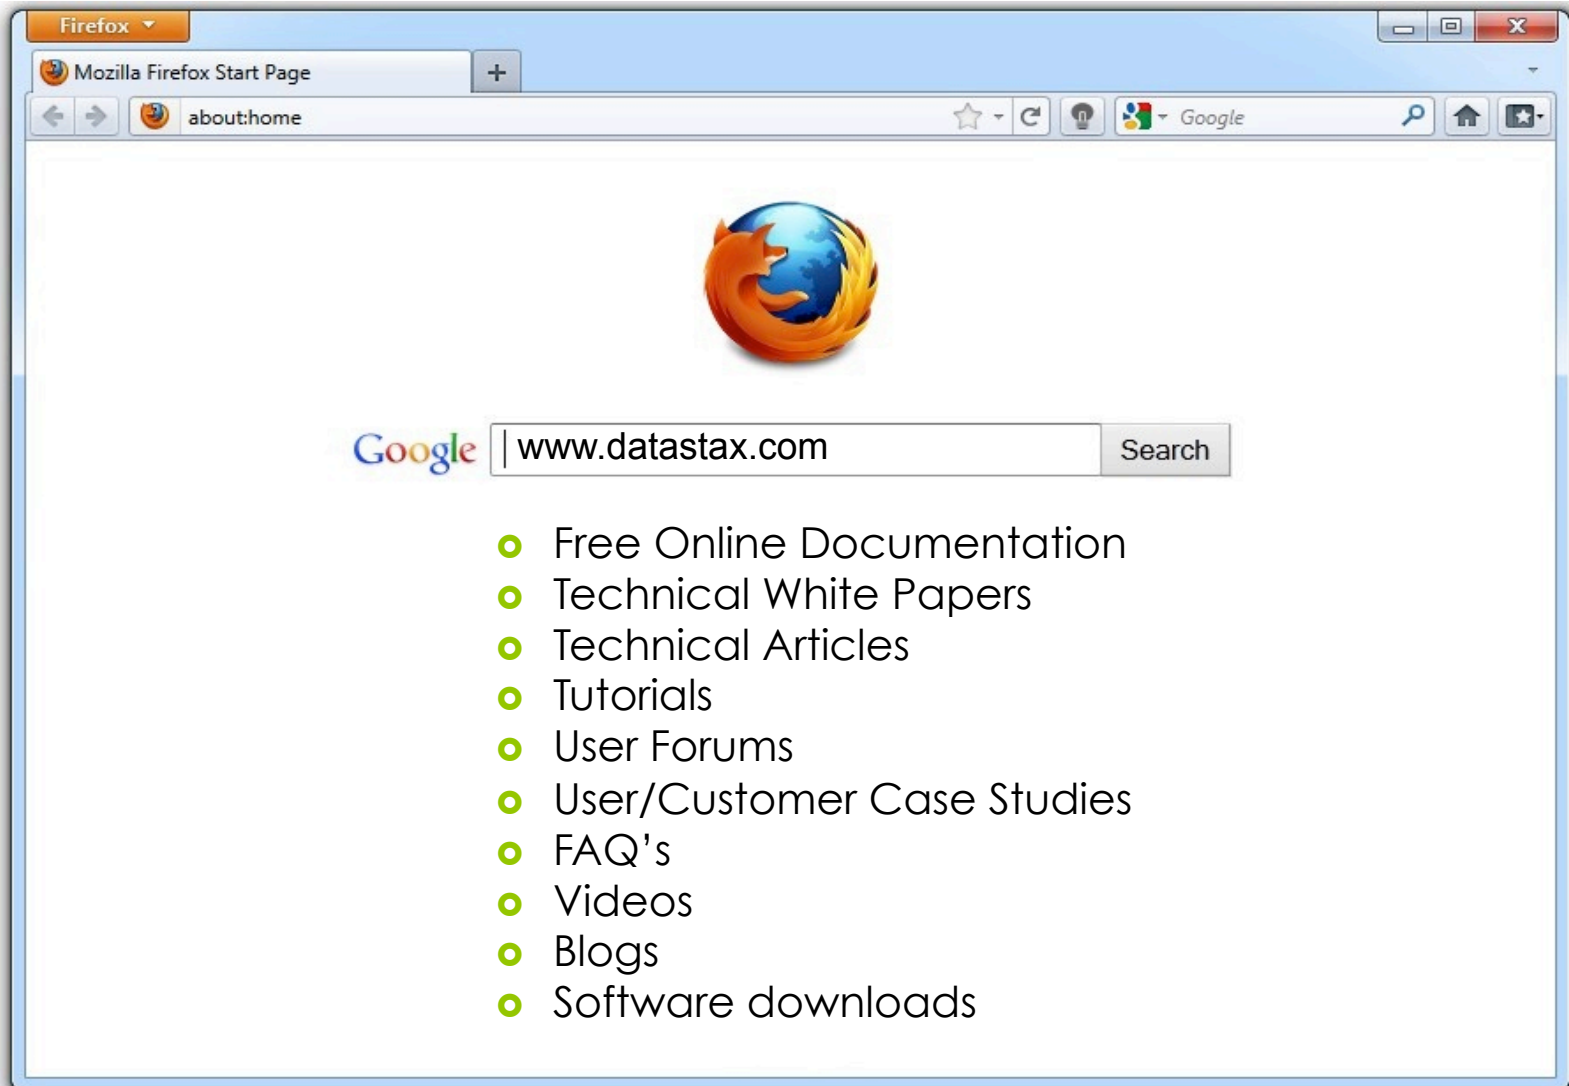 Firefox
Mozilla Firefox Start Page
about:home
Google
Google
www.datastax.com
Search
Free Online Documentation
Technical White Papers
Technical Articles
Tutorials
User Forums
User/Customer Case Studies
FAQ’s
Videos
Blogs
Software downloads